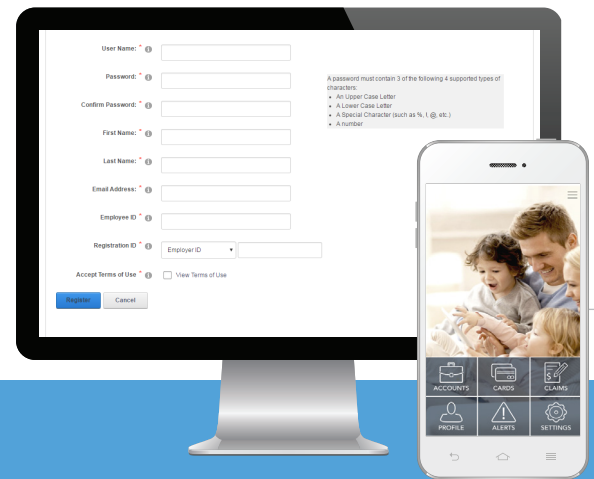 User Name: *
Password: *
A password must contain 3 of the following 4 supported types of
characters:
• An Upper Case Letter
• A Lower Case Letter
• A Special Character (such as %, !, @, etc.)
• A number
Confirm Password: *
First Name: *
Last Name: *
Email Address: *
Employee ID *
Registration ID *
Employer ID
Accept Terms of Use *
View Terms of Use
Register
Cancel
ACCOUNTS
CARDS
CLAIMS
PROFILE
ALERTS
SETTINGS